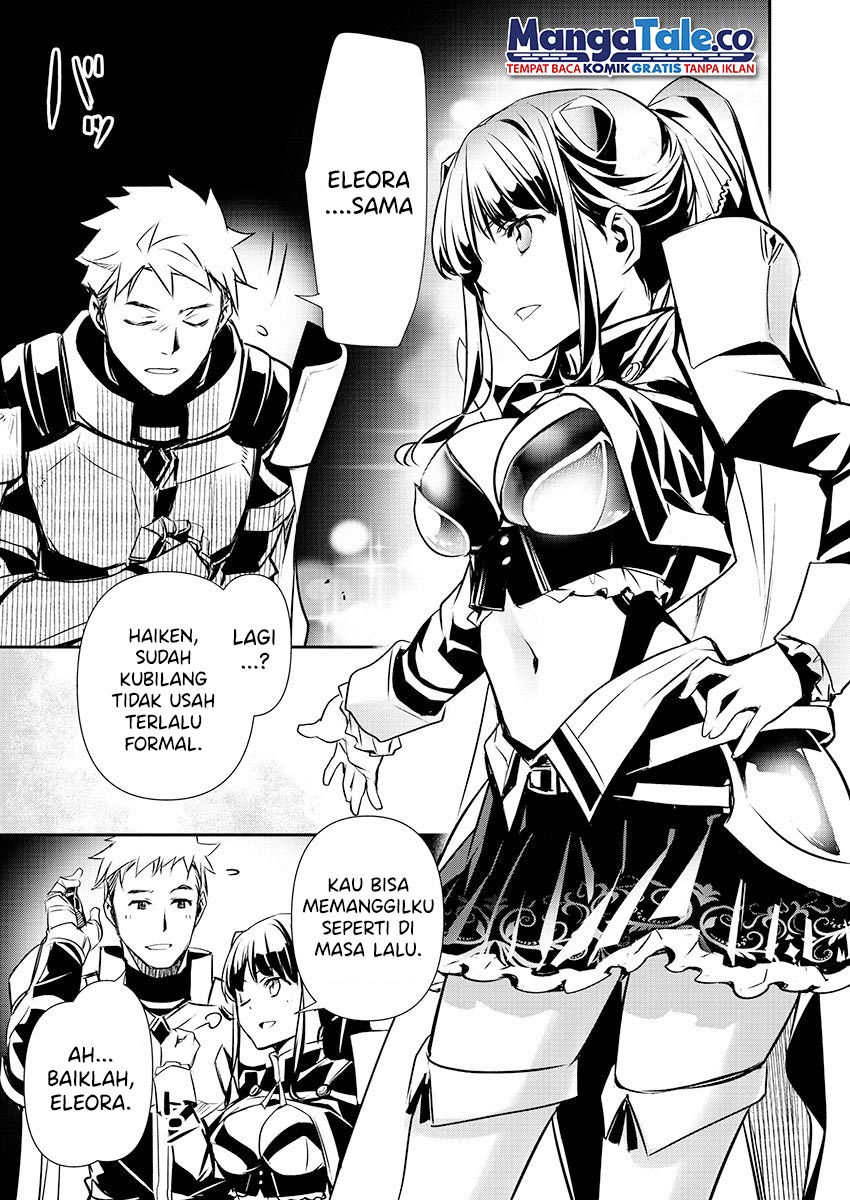 MangaTale.co
TEMPAT BACA KOMIK GRATIS TANPA IKLAN
バッ
ELEORA
....SAMA
LAGI
...?
HAIKEN,
SUDAH
KUBILANG
TIDAK USAH
TERLALU
FORMAL.
KAU BISA
MEMANGGILKU
SEPERTI DI
MASA LALU.
AH...
BAIKLAH,
ELEORA.